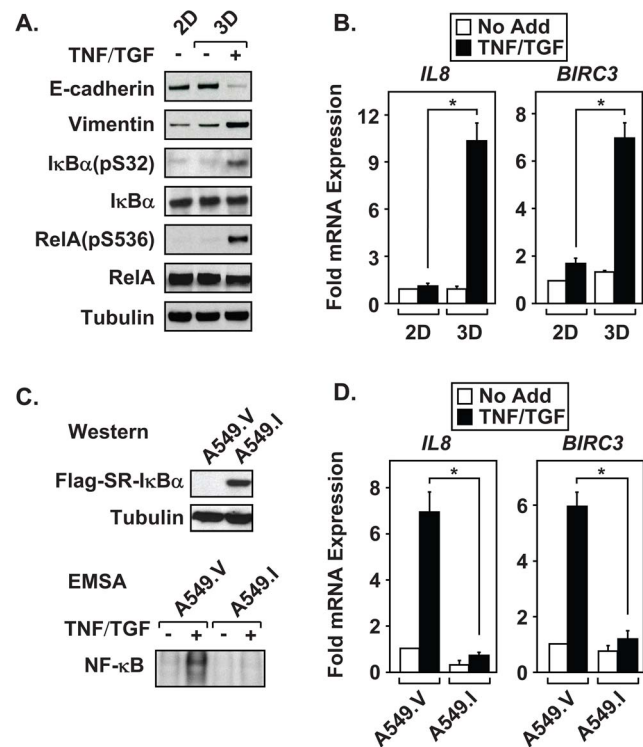 A.
2D 3D
TNF/TGF - - +
E-cadherin
Vimentin
IκBα(pS32)
IκBα
RelA(pS536)
RelA
Tubulin
B.
No Add
TNF/TGF
IL8 BIRC3
Fold mRNA Expression
12
9
6
3
0
8
6
4
2
0
*
*
2D 3D 2D 3D
C.
Western
A549.V
A549.I
Flag-SR-IκBα
Tubulin
EMSA
A549.V
A549.I
TNF/TGF - + - +
NF-κB
D.
No Add
TNF/TGF
IL8 BIRC3
Fold mRNA Expression
8
6
4
2
0
6
4
2
0
*
*
A549.V A549.I A549.V A549.I